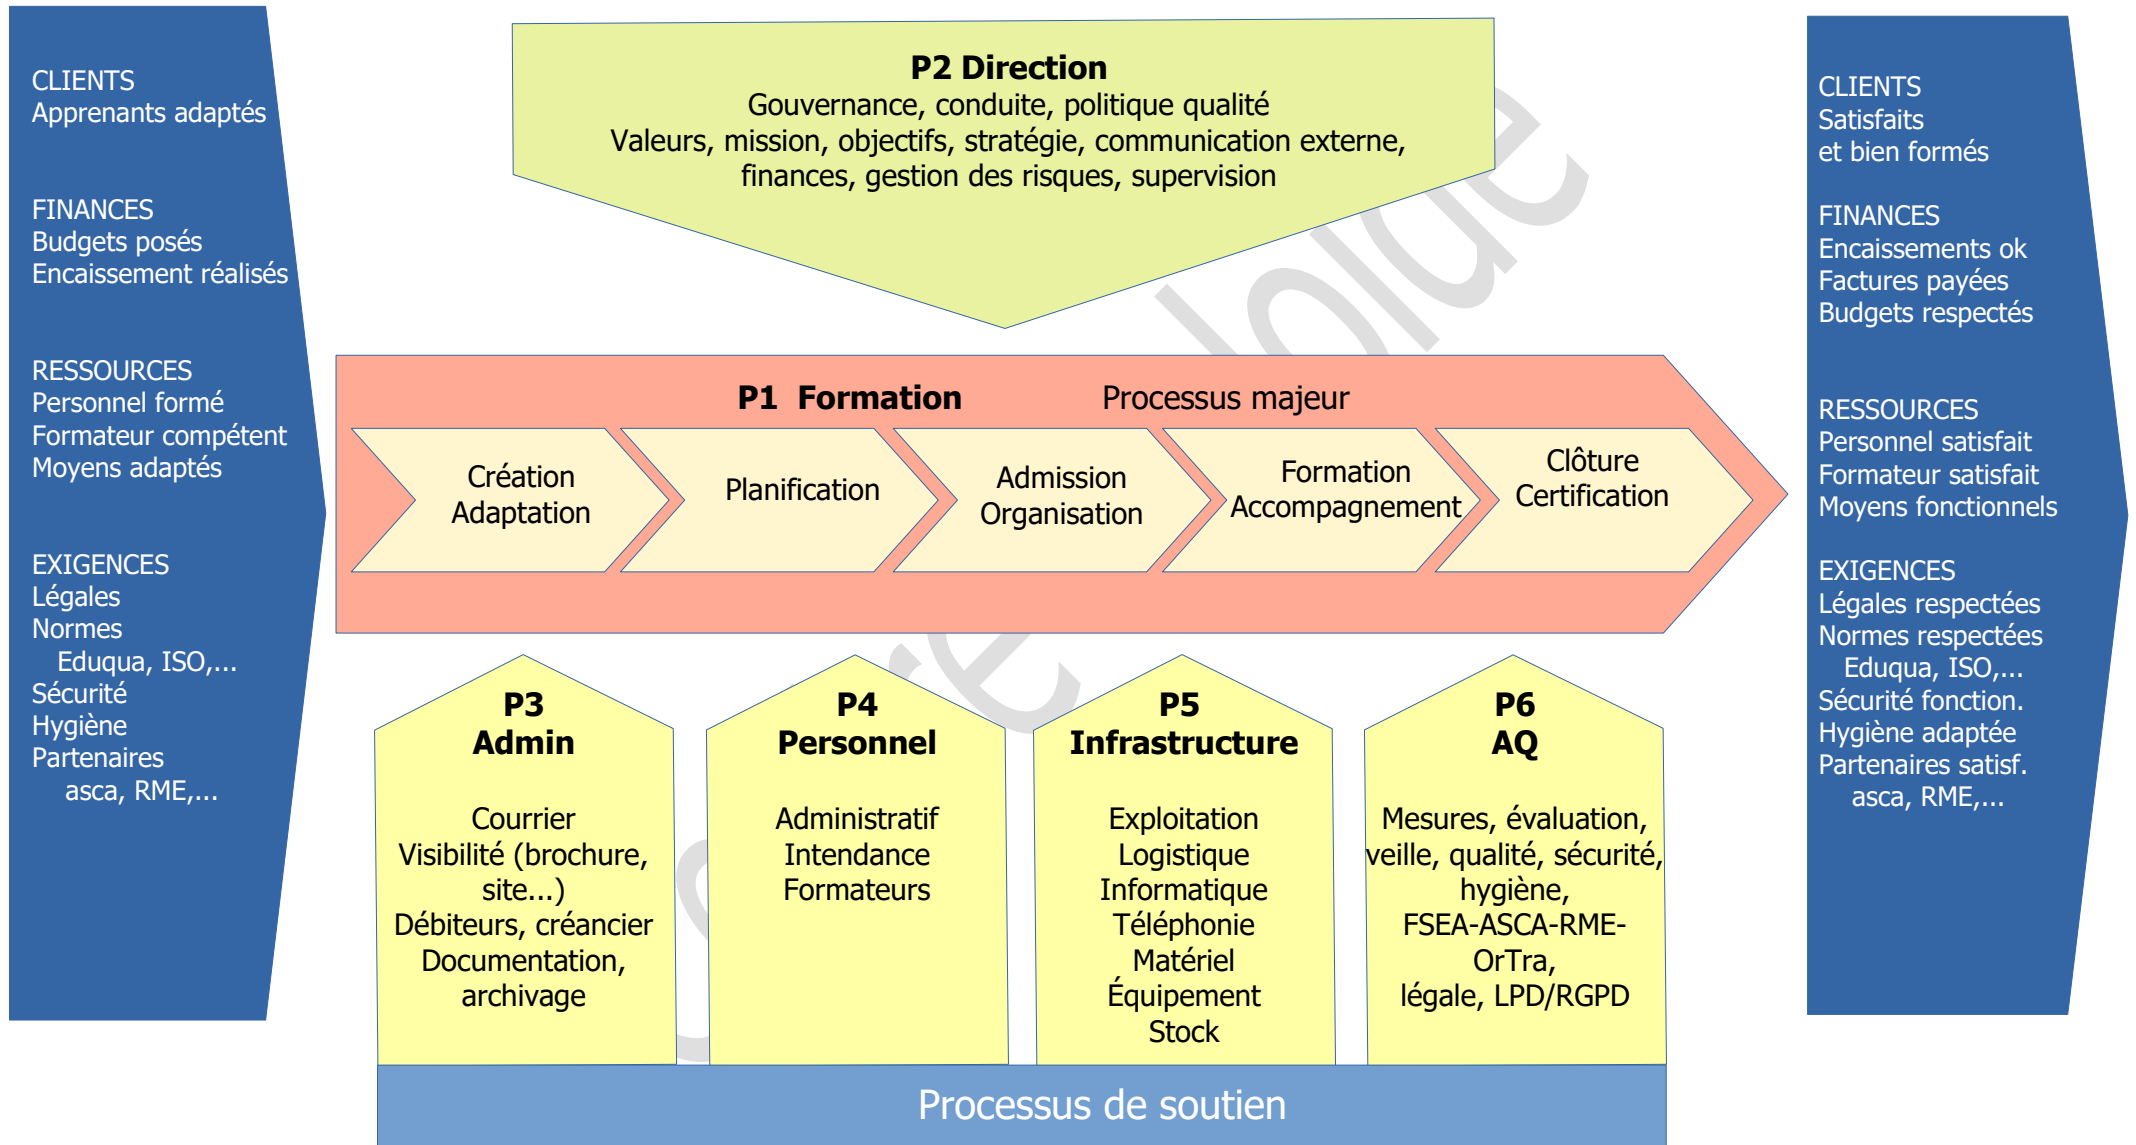 CLIENTS
Apprenants adaptés
FINANCES
Budgets posés
Encaissement réalisés
RESSOURCES
Personnel formé
Formateur compétent
Moyens adaptés
EXIGENCES
Légales
Normes
Eduqua, ISO,...
Sécurité
Hygiène
Partenaires
asca, RME,...
P2 Direction
Gouvernance, conduite, politique qualité
Valeurs, mission, objectifs, stratégie, communication externe,
finances, gestion des risques, supervision
P1 Formation
Processus majeur
Création
Adaptation
Planification
Admission
Organisation
Formation
Accompagnement
Clôture
Certification
P3
Admin
Courrier
Visibilité (brochure,
site...)
Débiteurs, créancier
Documentation,
archivage
P4
Personnel
Administratif
Intendance
Formateurs
P5
Infrastructure
Exploitation
Logistique
Informatique
Téléphonie
Matériel
Équipement
Stock
P6
AQ
Mesures, évaluation,
veille, qualité, sécurité,
hygiène,
FSEA-ASCA-RME-
OrTra,
légale, LPD/RGPD
Processus de soutien
CLIENTS
Satisfaits
et bien formés
FINANCES
Encaissements ok
Factures payées
Budgets respectés
RESSOURCES
Personnel satisfait
Formateur satisfait
Moyens fonctionnels
EXIGENCES
Légales respectées
Normes respectées
Eduqua, ISO,...
Sécurité fonction.
Hygiène adaptée
Partenaires satisf.
asca, RME,...